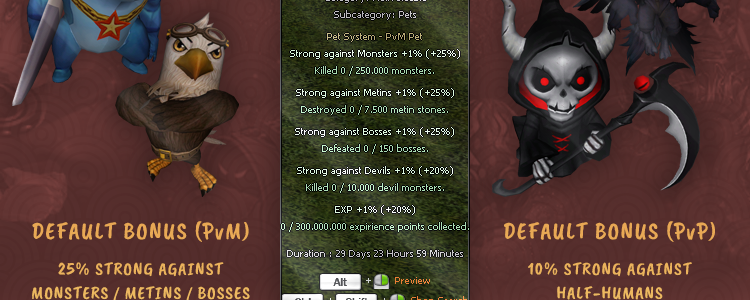 Subcategory: Pets
Pet System - PvM Pet
Strong against Monsters +1% (+25%)
Killed 0 / 250.000 monsters.
Strong against Metins +1% (+25%)
Destroyed 0 / 7.500 metin stones.
Strong against Bosses +1% (+25%)
Defeated 0 / 150 bosses.
Strong against Devils +1% (+20%)
Killed 0 / 10.000 devil monsters.
EXP +1% (+20%)
0 / 300.000.000 expirience points collected.
Duration : 29 Days 23 Hours 59 Minutes
Alt + Preview
DEFAULT BONUS (PvM)
25% STRONG AGAINST
MONSTERS / METINS / BOSSES
DEFAULT BONUS (PvP)
10% STRONG AGAINST
HALF-HUMANS